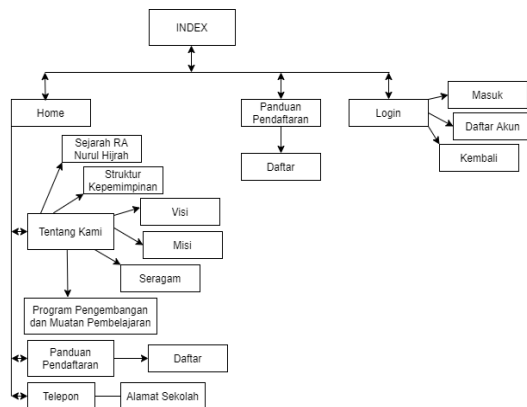 INDEX
Home
Panduan
Pendaftaran
Login
Masuk
Daftar Akun
Kembali
Daftar
Sejarah RA
Nurul Hijrah
Struktur
Kepemimpinan
Visi
Tentang Kami
Misi
Seragam
Program Pengembangan
dan Muatan Pembelajaran
Panduan
Pendaftaran
Daftar
Telepon
Alamat Sekolah